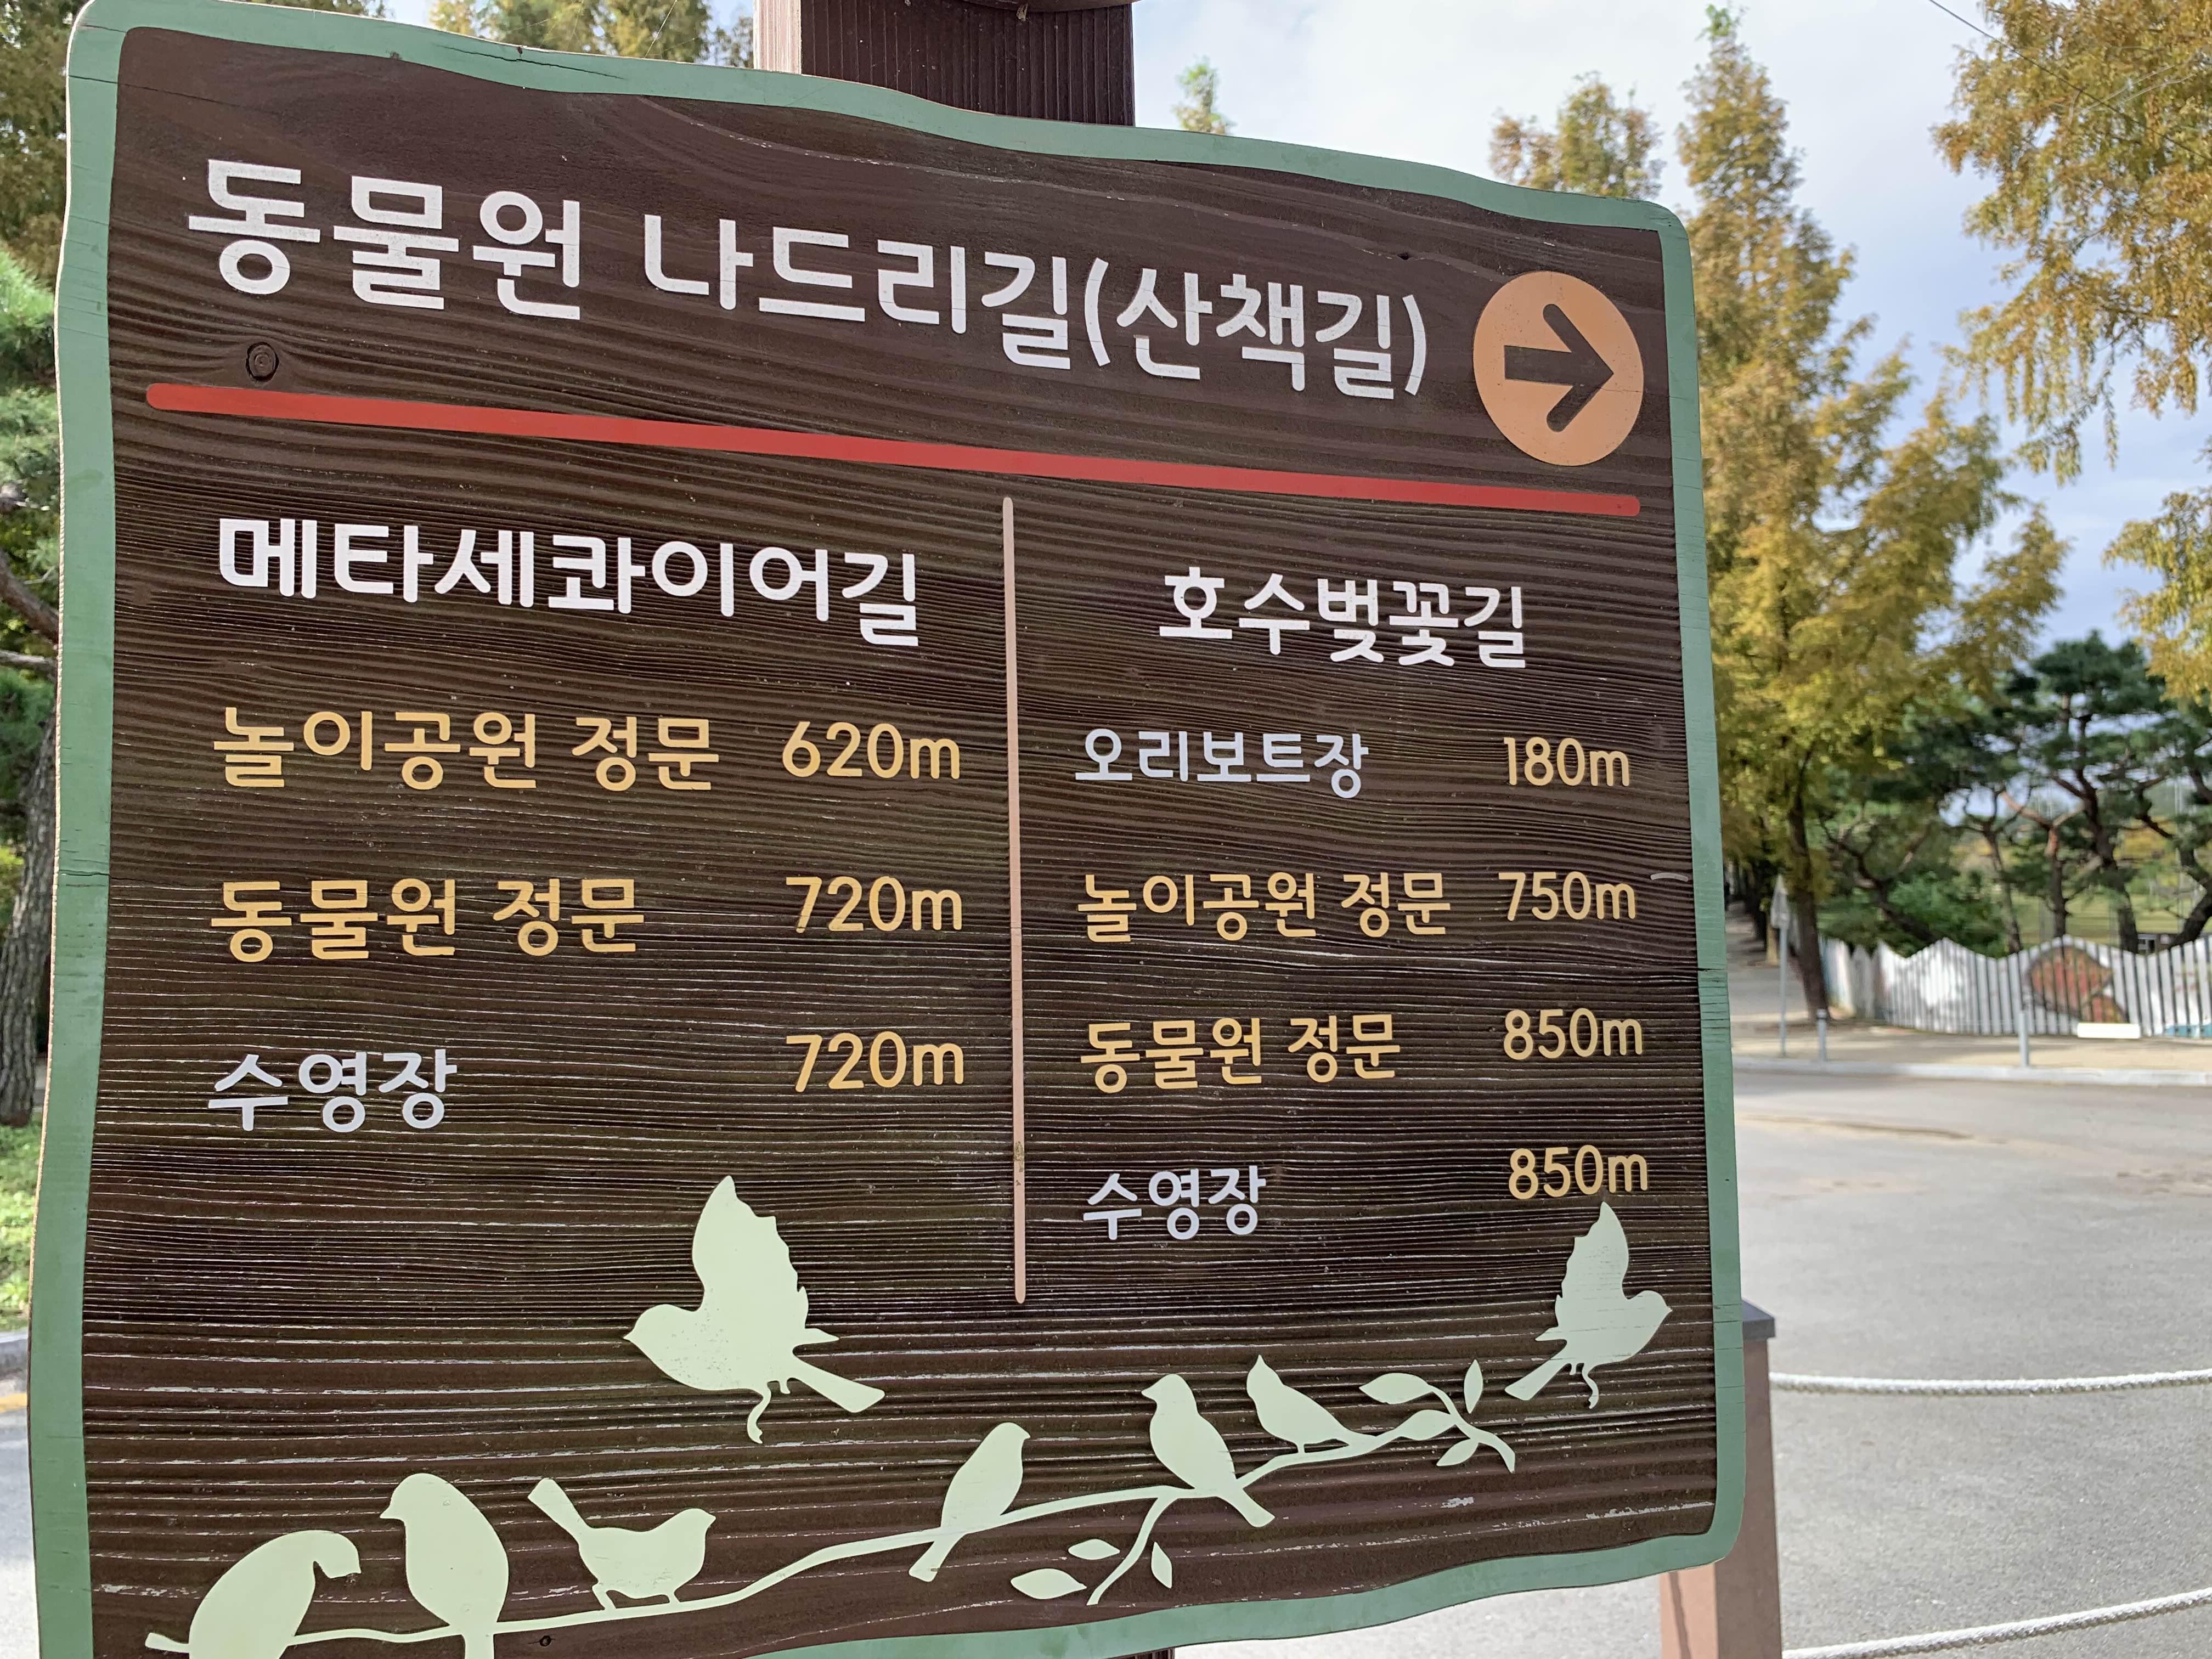 동물원 나드리길(산책길)
메타세콰이어길
놀이공원 정문 620m
동물원 정문 720m
수영장 720m
호수벚꽃길
오리보트장 180m
놀이공원 정문 750m
동물원 정문 850m
수영장 850m